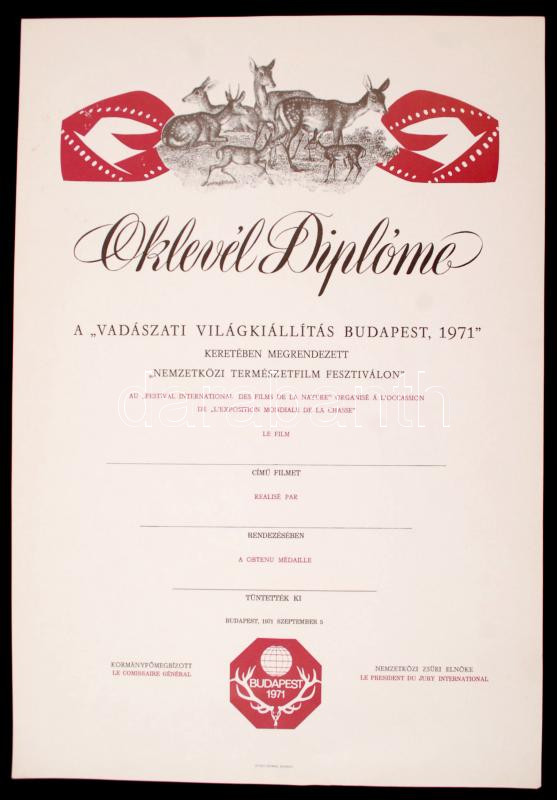 Oklevél Diplôme
A „VADÁSZATI VILÁGKIÁLLÍTÁS BUDAPEST, 1971”
KERETÉBEN MEGRENDEZETT
„NEMZETKÖZI TERMÉSZETFILM FESZTIVÁLON”
AU „FESTIVAL INTERNATIONAL DES FILMS DE LA NATURE” ORGANISÉ Á L'OCCASSION
DE „L'EXPOSITION MONDIALE DE LA CHASSE”
darabanth
LE FILM
CÍMŰ FILMET
REALISÉ PAR
RENDEZÉSÉBEN
A OBTENU MÉDAILLE
TÜNTETTÉK KI
BUDAPEST, 1971 SZEPTEMBER 5
KORMÁNYFŐMEGBÍZOTT
LE COMISSAIRE GÉNÉRAL
BUDAPEST
1971
NEMZETKÖZI ZSŰRI ELNÖKE
LE PRESIDENT DU JURY INTERNATIONAL